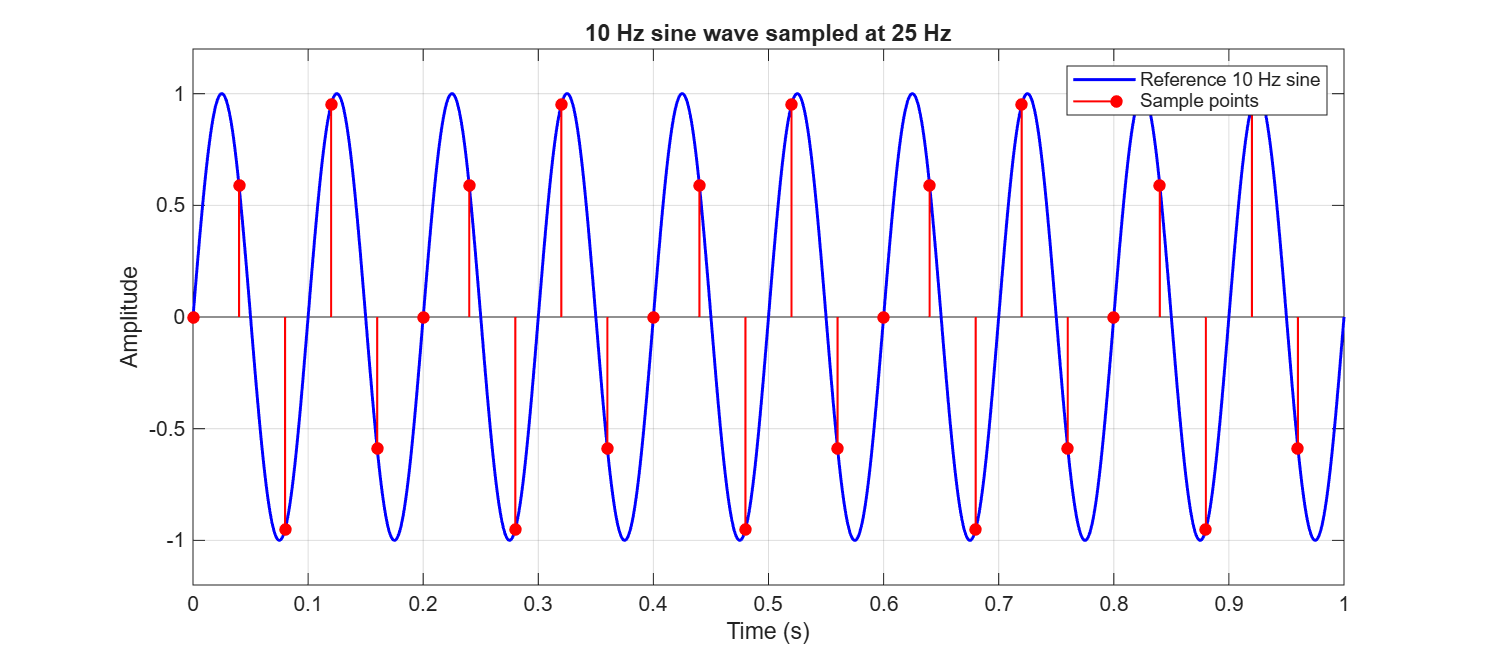 10 Hz sine wave sampled at 25 Hz
Reference 10 Hz sine
Sample points
1
0.5
0
-0.5
-1
Amplitude
0 0.1 0.2 0.3 0.4 0.5 0.6 0.7 0.8 0.9 1
Time (s)